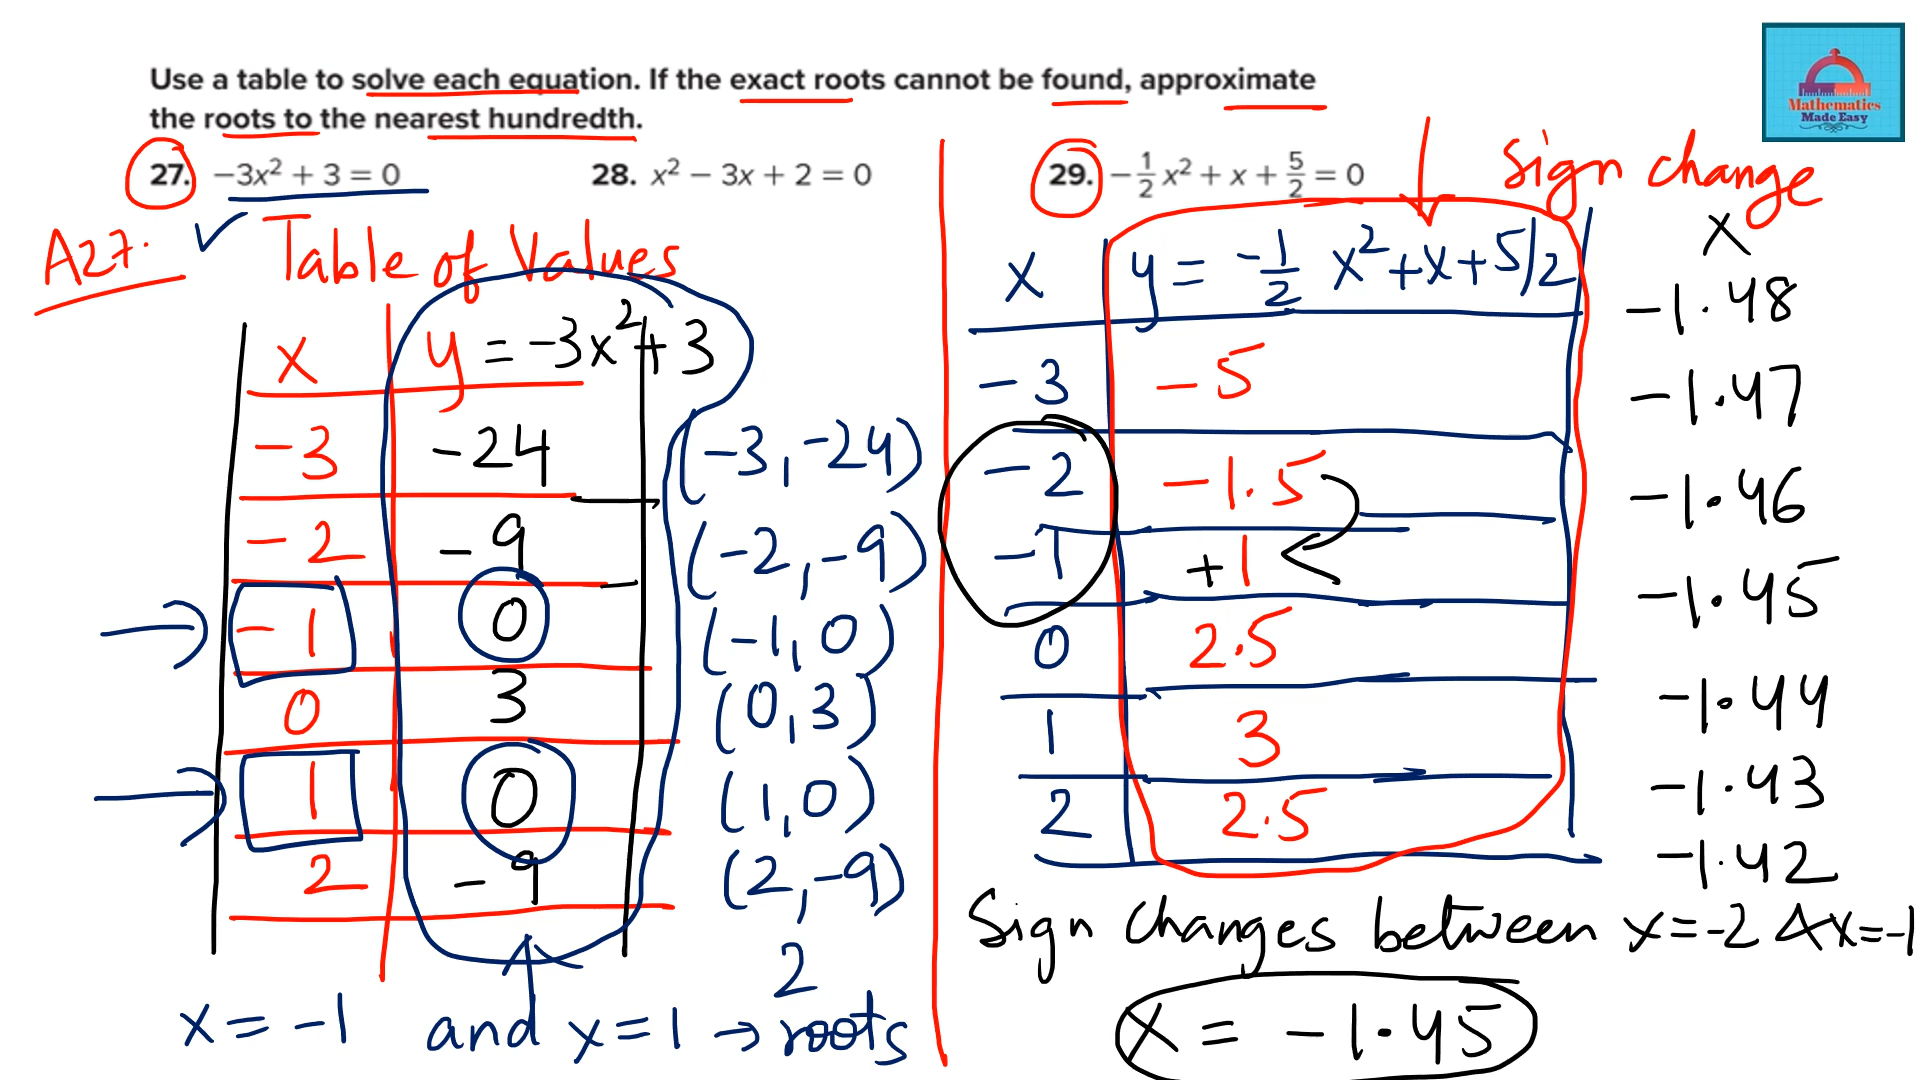 Use a table to solve each equation. If the exact roots cannot be found, approximate
the roots to the nearest hundredth.
27. −3x² + 3 = 0
28. x² − 3x + 2 = 0
29. −1/2 x² + x + 5/2 = 0
Mathematics
Made Easy
A27.
Table of Values
x y = -3x² + 3
-3 -24 (-3, -24)
-2 -9 (-2, -9)
-1 0 (-1, 0)
0 3 (0, 3)
1 0 (1, 0)
2 -9 (2, -9)
x = -1 and x = 1 → 2 roots
Sign change
x y = -1/2 x² + x + 5/2
-3 -5
-2 -1.5
-1 +1
0 2.5
1 3
2 2.5
x
-1.48
-1.47
-1.46
-1.45
-1.44
-1.43
-1.42
Sign changes between x = -2 & x = -1
x = -1.45